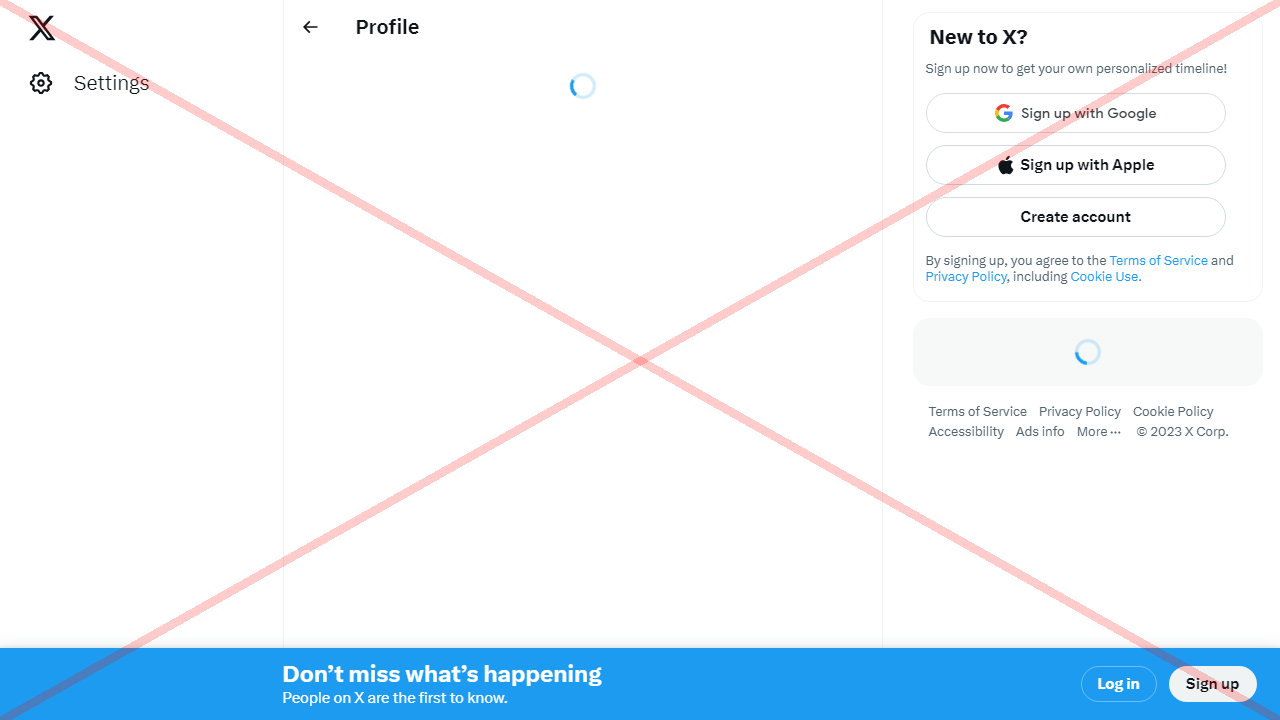 Settings
Profile
New to X?
Sign up now to get your own personalized timeline!
Sign up with Google
Sign up with Apple
Create account
By signing up, you agree to the Terms of Service and
Privacy Policy, including Cookie Use.
Terms of Service Privacy Policy Cookie Policy
Accessibility Ads info More ··· © 2023 X Corp.
Don’t miss what’s happening
People on X are the first to know.
Log in
Sign up